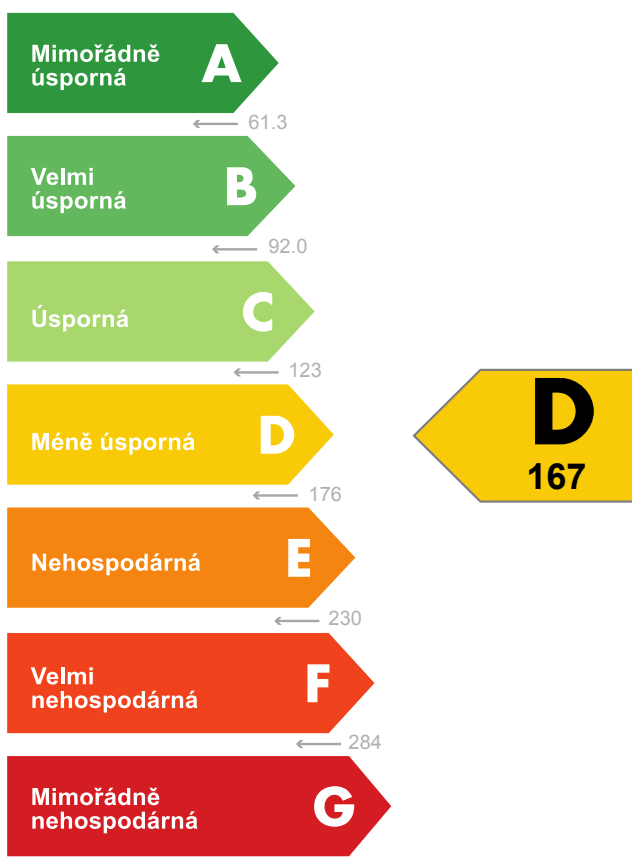 Mimořádně
úsporná
A
61.3
Velmi
úsporná
B
92.0
Úsporná
C
123
Méně úsporná
D
176
D
167
Nehospodárná
E
230
Velmi
nehospodárná
F
284
Mimořádně
nehospodárná
G